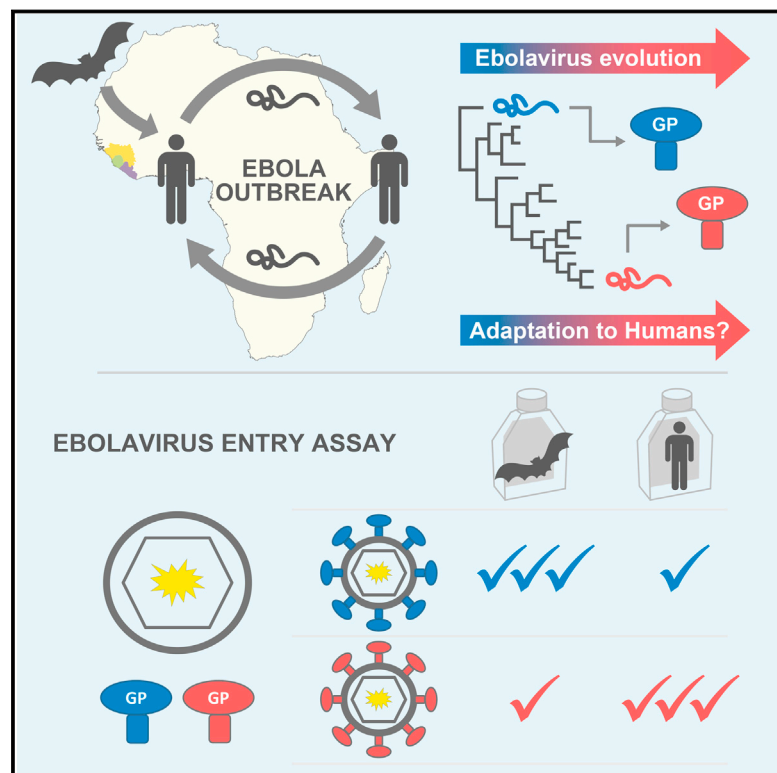 Ebolavirus evolution
GP
EBOLA
OUTBREAK
GP
Adaptation to Humans?
EBOLAVIRUS ENTRY ASSAY
GP
GP